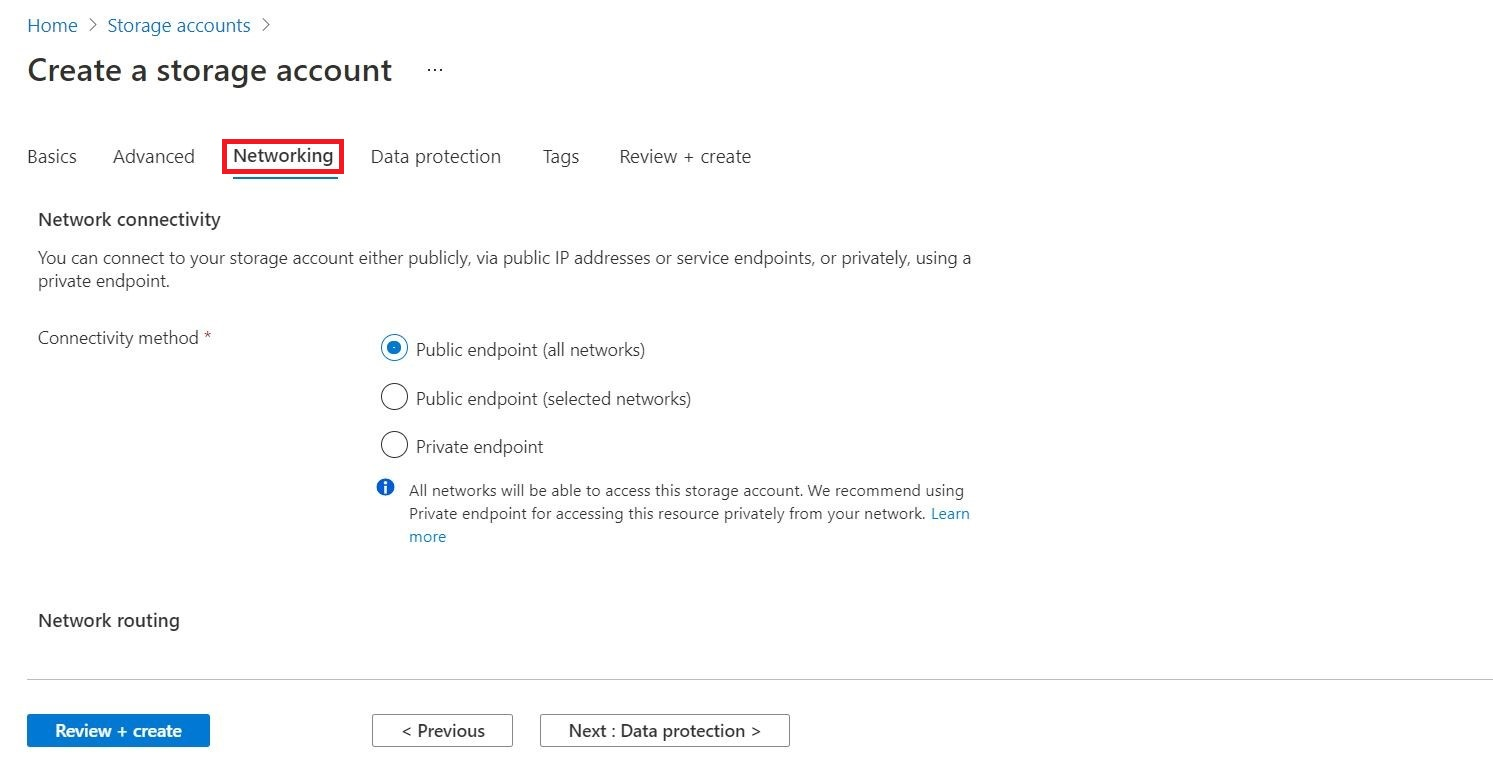 Home > Storage accounts >
Create a storage account ...
Basics Advanced Networking Data protection Tags Review + create
Network connectivity
You can connect to your storage account either publicly, via public IP addresses or service endpoints, or privately, using a
private endpoint.
Connectivity method *
Public endpoint (all networks)
Public endpoint (selected networks)
Private endpoint
All networks will be able to access this storage account. We recommend using
Private endpoint for accessing this resource privately from your network. Learn
more
Network routing
Review + create < Previous Next : Data protection >